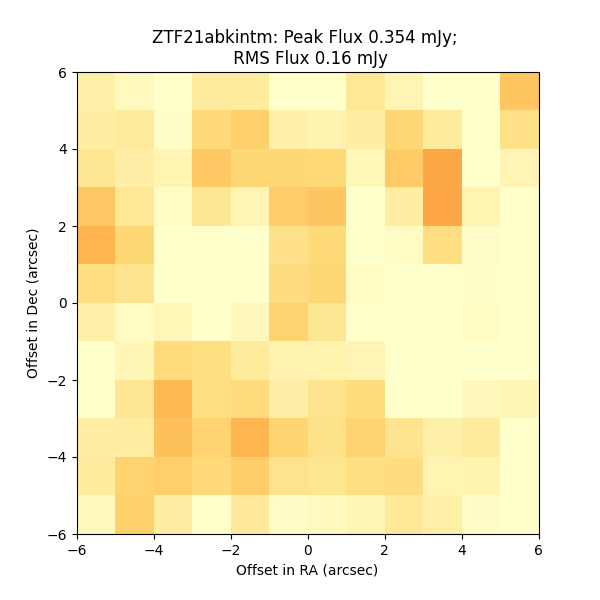 ZTF21abkintm: Peak Flux 0.354 mJy;
RMS Flux 0.16 mJy
6
4
2
0
−2
−4
−6
Offset in Dec (arcsec)
−6 −4 −2 0 2 4 6
Offset in RA (arcsec)